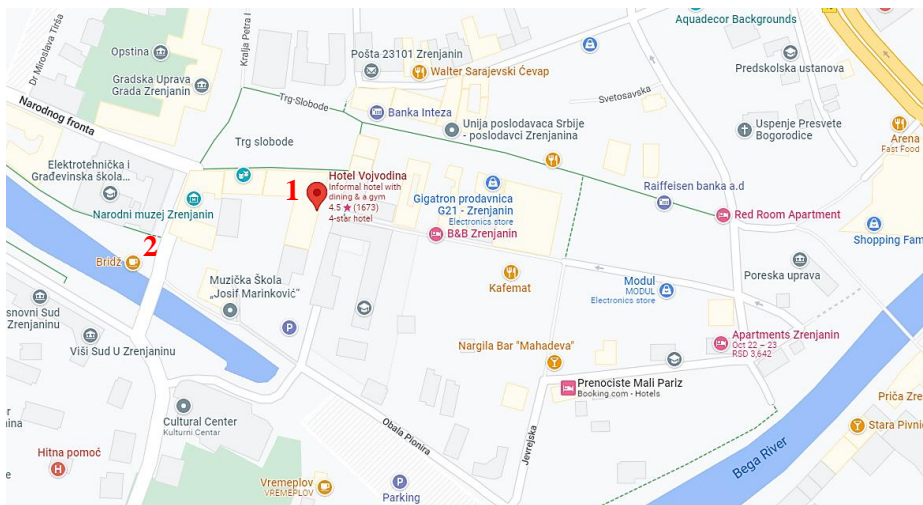 Aquadecor Backgrounds
Dr Miroslava Tirša
Kralja Petra I
Opstina
Pošta 23101 Zrenjanin
Predskolska ustanova
Gradska Uprava
Grada Zrenjanin
Walter Sarajevski Ćevap
Svetosavska
Trg Slobode
Narodnog fronta
Banka Inteza
Unija poslodavaca Srbije
- poslodavci Zrenjanina
Uspenje Presvete
Bogorodice
Arena
Fast Food
Trg slobode
Elektrotehnička i
Građevinska škola...
1
Hotel Vojvodina
Informal hotel with
dining & a gym
4.5 ★ (1673)
4-star hotel
Gigatron prodavnica
G21 - Zrenjanin
Electronics store
Raiffeisen banka a.d
Red Room Apartment
Narodni muzej Zrenjanin
B&B Zrenjanin
Shopping Fam
2
Bridž
Muzička Škola
„Josif Marinković"
Kafemat
Modul
MODUL
Electronics store
Poreska uprava
snovni Sud
Zrenjaninu
Viši Sud U Zrenjaninu
P
Nargila Bar "Mahadeva"
Apartments Zrenjanin
Oct 22 – 23
RSD 3,642
Prenociste Mali Pariz
Booking.com - Hotels
Priča Zre
Cultural Center
Kulturni Centar
Obala Pionira
Jevrejska
Bega River
Stara Pivni
ina
Hitna pomoć
H
Vremeplov
VREMEPLOV
P
Parking